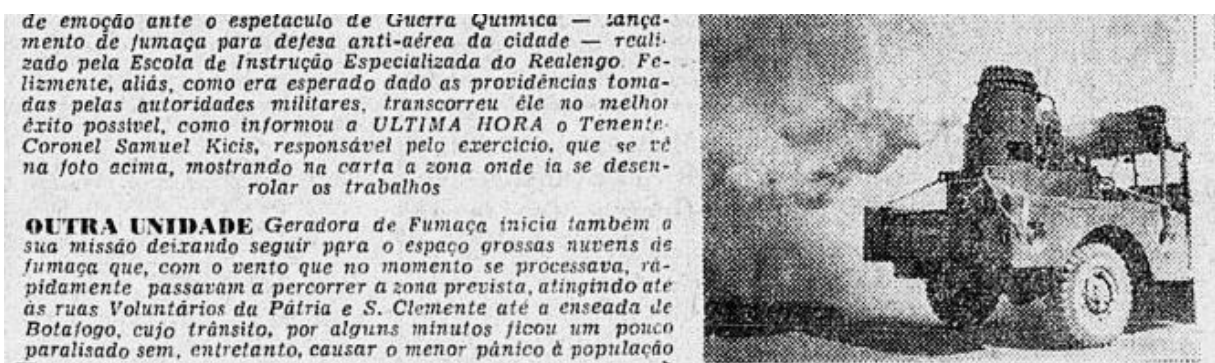 de emoção ante o espetaculo de Guerra Quimica — lança-
mento de fumaça para defesa anti-aérea da cidade — reali-
zado pela Escola de Instrução Especializada do Realengo. Fe-
lizmente, aliás, como era esperado dado as providências toma-
das pelas autoridades militares, transcorreu êle no melhor
êxito possivel, como informou a ULTIMA HORA o Tenente-
Coronel Samuel Kicis, responsável pelo exercicio, que se vê
na foto acima, mostrando na carta a zona onde ia se desen-
rolar os trabalhos
OUTRA UNIDADE Geradora de Fumaça inicia também a
sua missão deixando seguir para o espaço grossas nuvens de
fumaça que, com o vento que no momento se processava, rà-
pidamente passavam a percorrer a zona prevista, atingindo até
às ruas Voluntários da Pátria e S. Clemente até a enseada de
Botafogo, cujo trânsito, por alguns minutos ficou um pouco
paralisado sem, entretanto, causar o menor pânico à população